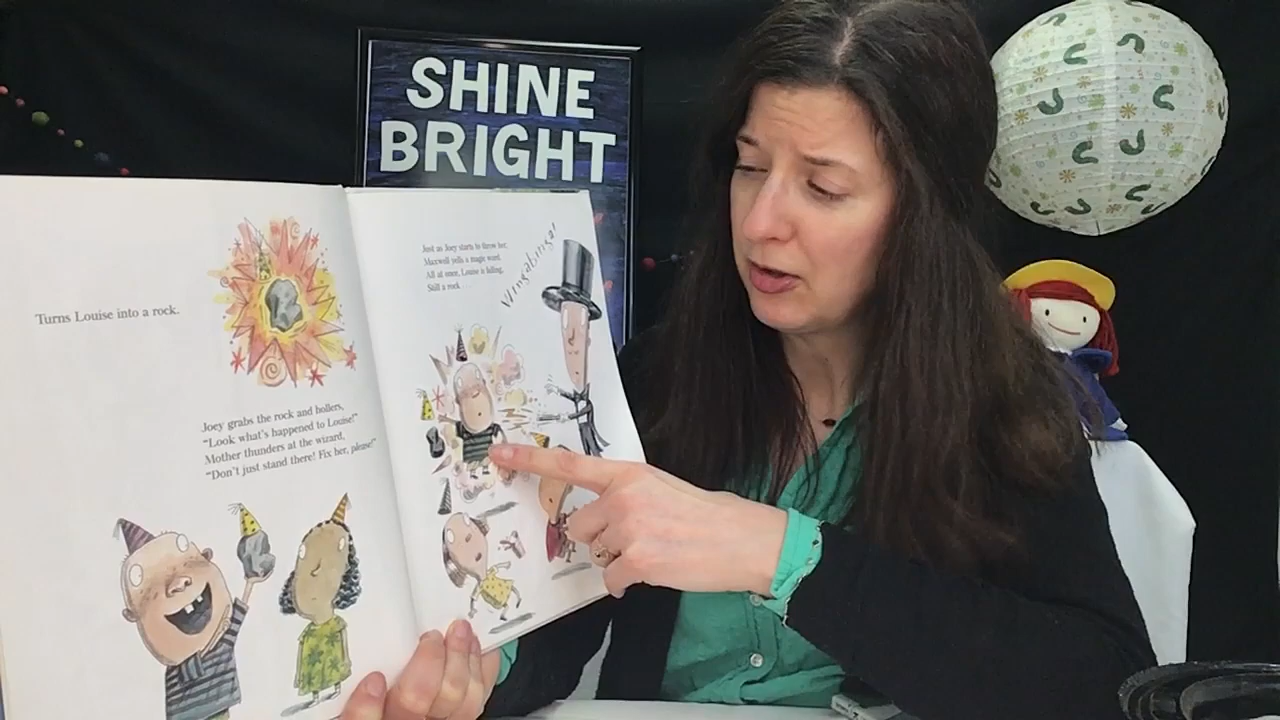 SHINE
BRIGHT
Turns Louise into a rock.
Joey grabs the rock and hollers,
"Look what's happened to Louise!"
Mother thunders at the wizard,
"Don't just stand there! Fix her, please!"
Just as Joey starts to throw her,
Maxwell yells a magic word.
All at once, Louise is falling,
Still a rock . . .